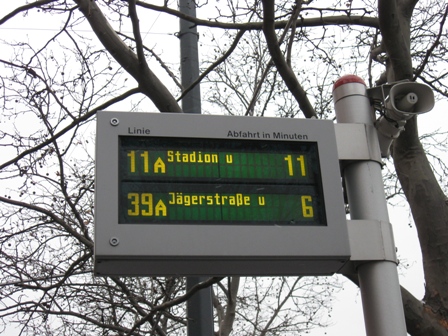 Linie Abfahrt in Minuten
11A Stadion U 11
39A Jägerstraße U 6